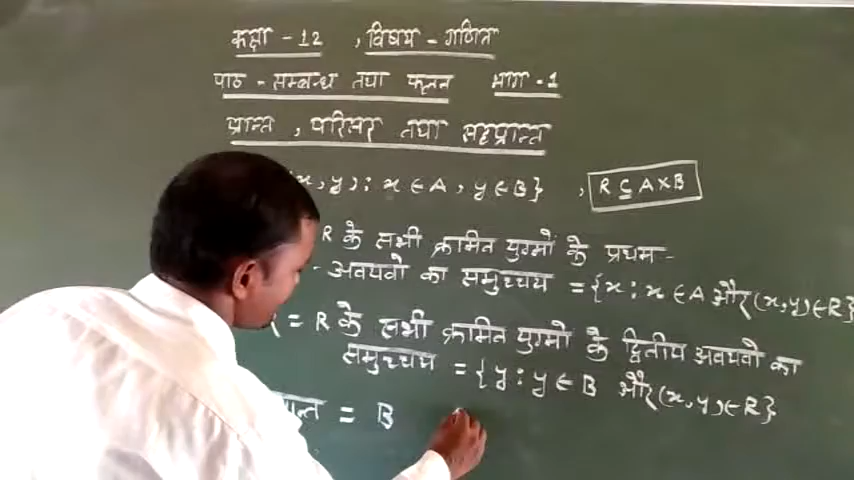 कक्षा - 12 , विषय - गणित
पाठ - सम्बन्ध तथा फलन भाग - 1
प्रान्त , परिसर तथा सहप्रान्त
x, y) : x ∈ A , y ∈ B} , R ⊆ A×B
R के सभी क्रमित युग्मो के प्रथम -
- अवयवो का समुच्चय = {x : x ∈ A और (x, y) ∈ R}
= R के सभी क्रमित युग्मो के द्वितीय अवयवो का
समुच्चय = {y : y ∈ B और (x, y) ∈ R}
= B